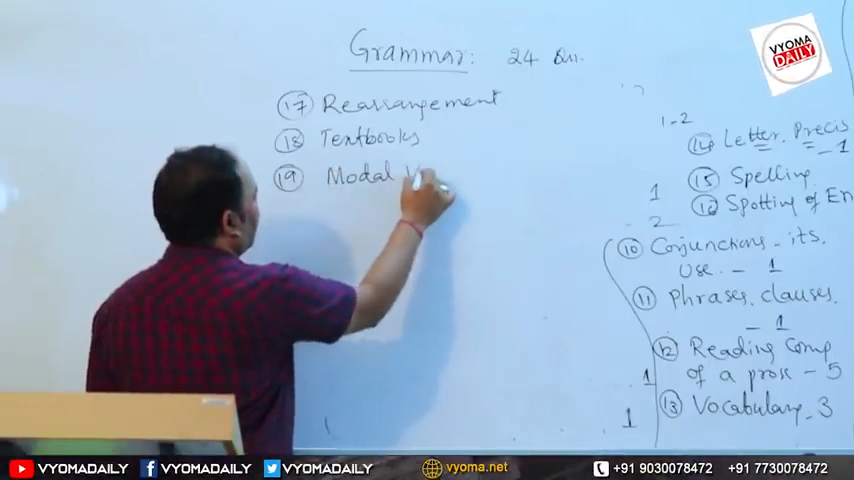 Grammar: 24
17 Rearrangement
18 Textbooks
19 Modal V
1-2
14 Letter. Precis
- 1
15 Spelling
1
16 Spotting of En
- 2
10 Conjunctions - its.
use. - 1
11 phrases. clauses.
- 1
12 Reading Comp
of a prose - 5
1
13 Vocabulary - 3
1
VYOMA
DAILY
VYOMADAILY VYOMADAILY VYOMADAILY vyoma.net +91 9030078472 +91 7730078472